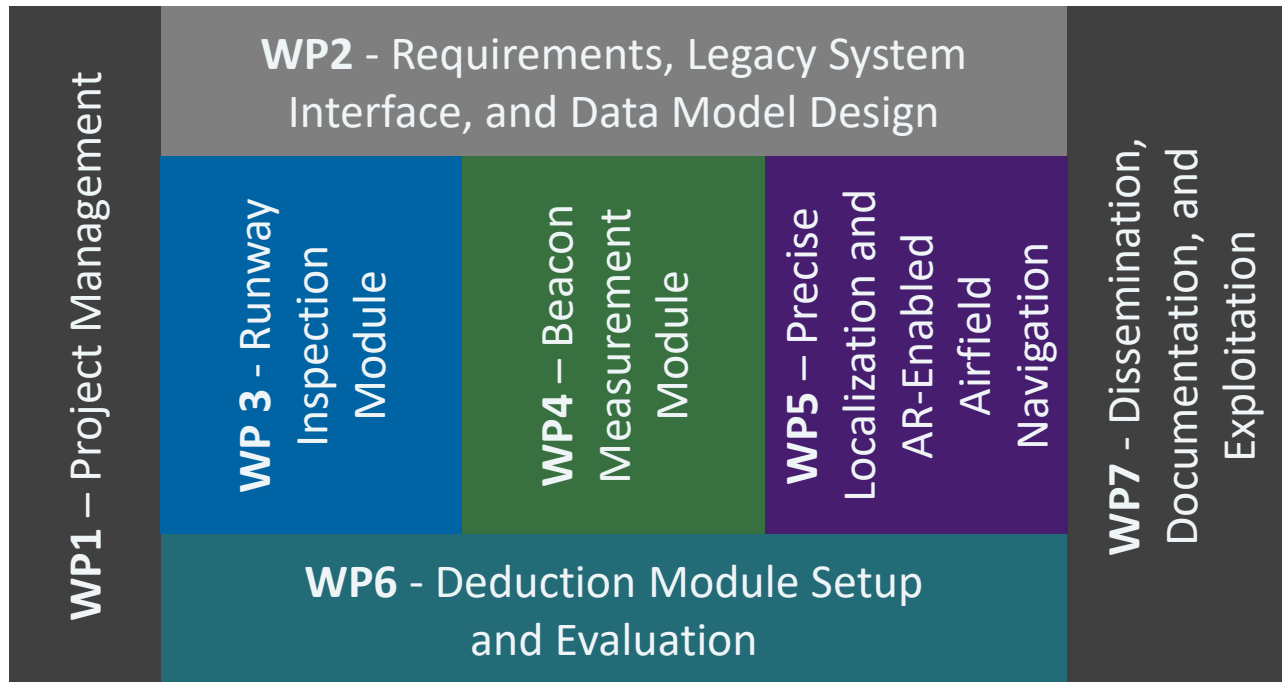 WP1 – Project Management
WP2 - Requirements, Legacy System
Interface, and Data Model Design
WP 3 - Runway
Inspection
Module
WP4 – Beacon
Measurement
Module
WP5 – Precise
Localization and
AR-Enabled
Airfield
Navigation
WP6 - Deduction Module Setup
and Evaluation
WP7 - Dissemination,
Documentation, and
Exploitation